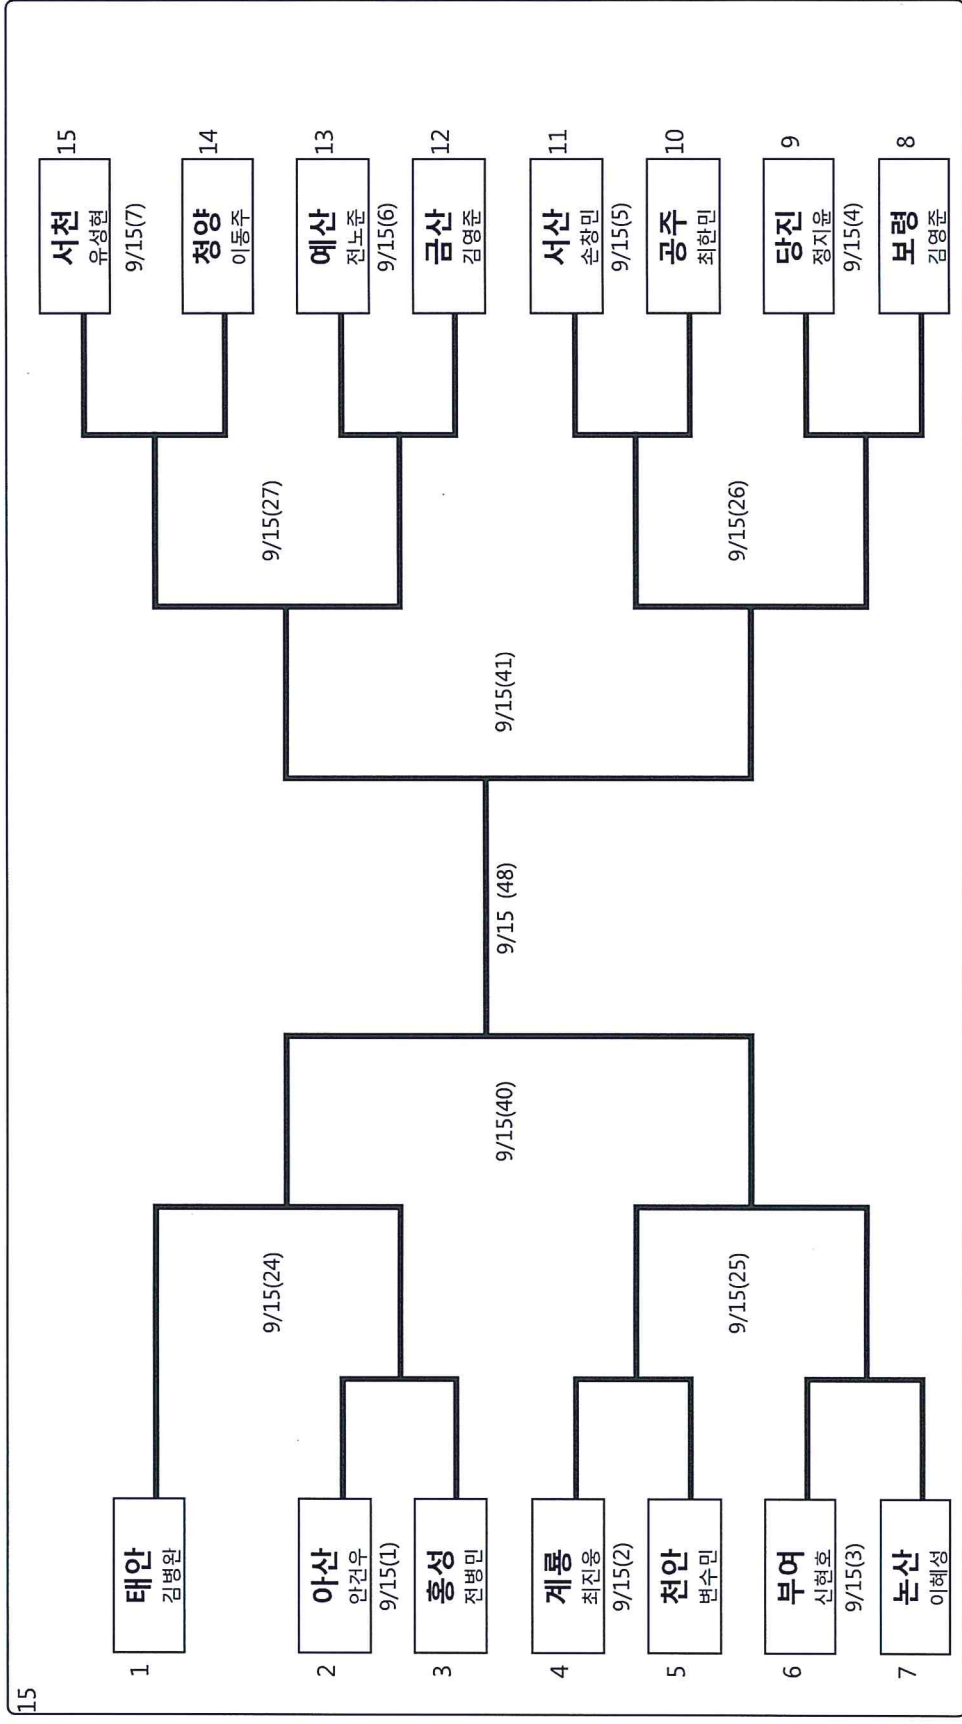 15
1
태안
김병완
9/15(24)
2
아산
안건우
9/15(1)
3
홍성
전병민
9/15(40)
4
계룡
최진웅
9/15(2)
5
천안
변수민
9/15(25)
6
부여
신현호
9/15(3)
7
논산
이혜성
9/15 (48)
15
서천
유성현
9/15(7)
14
청양
이동주
9/15(27)
13
예산
전노준
9/15(6)
12
금산
김영준
9/15(41)
11
서산
손창민
9/15(5)
10
공주
최한민
9/15(26)
9
당진
정지윤
9/15(4)
8
보령
김영준